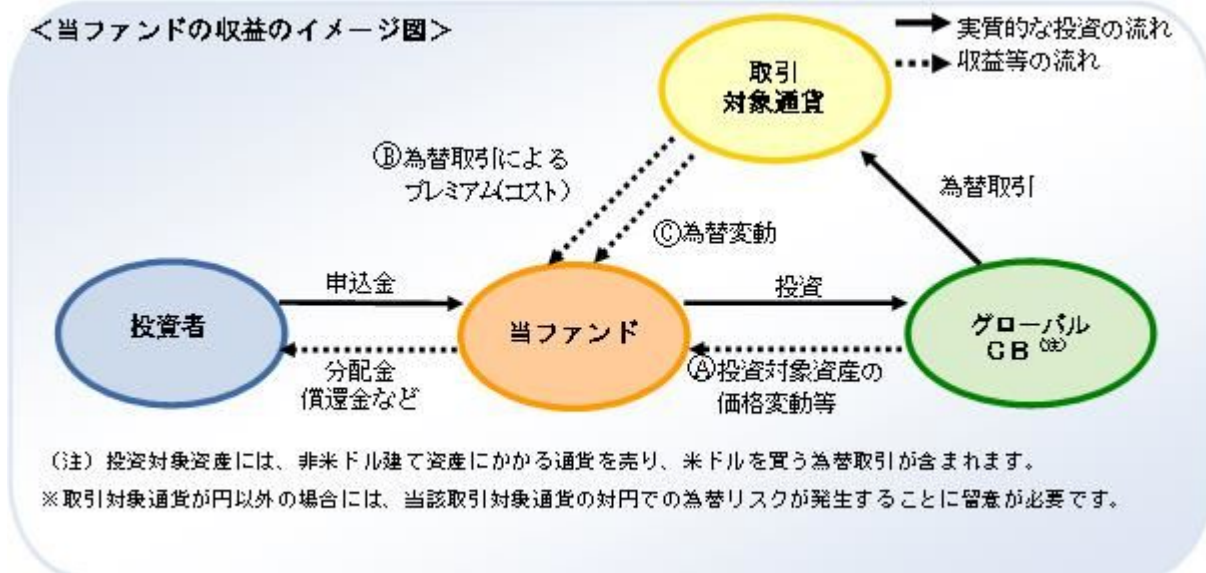 ＜当ファンドの収益のイメージ図＞
実質的な投資の流れ
収益等の流れ
取引
対象通貨
Ⓑ為替取引による
プレミアム(コスト)
Ⓒ為替変動
為替取引
投資者
申込金
当ファンド
投資
グローバル
CB(注)
分配金
償還金など
Ⓐ投資対象資産の
価格変動等
（注）投資対象資産には、非米ドル建て資産にかかる通貨を売り、米ドルを買う為替取引が含まれます。
※取引対象通貨が円以外の場合には、当該取引対象通貨の対円での為替リスクが発生することに留意が必要です。